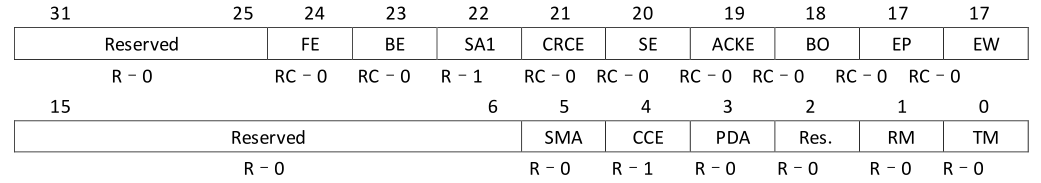 31 25 24 23 22 21 20 19 18 17 17
Reserved FE BE SA1 CRCE SE ACKE BO EP EW
R – 0 RC – 0 RC – 0 R – 1 RC – 0 RC – 0 RC – 0 RC – 0 RC – 0 RC – 0
15 6 5 4 3 2 1 0
Reserved SMA CCE PDA Res. RM TM
R – 0 R – 0 R – 1 R – 0 R – 0 R – 0 R – 0